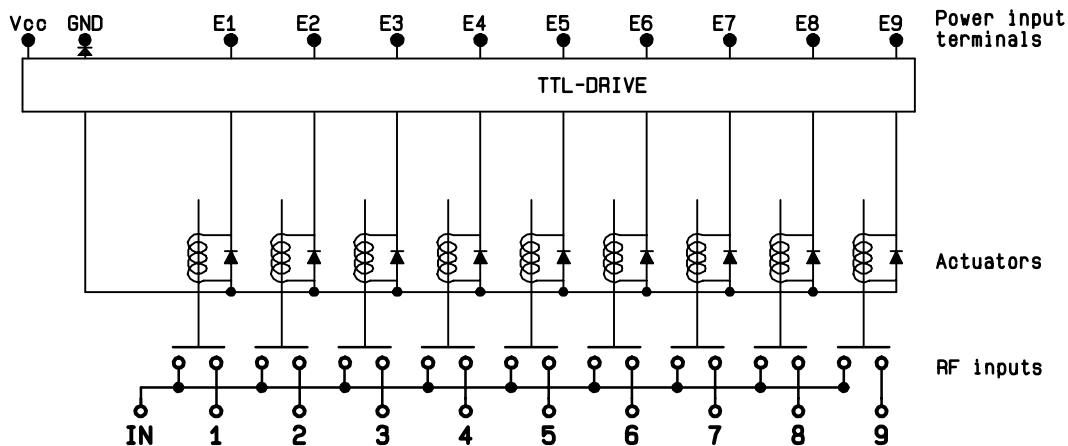 Vcc GND E1 E2 E3 E4 E5 E6 E7 E8 E9 Power input
terminals
TTL-DRIVE
Actuators
RF inputs
IN 1 2 3 4 5 6 7 8 9